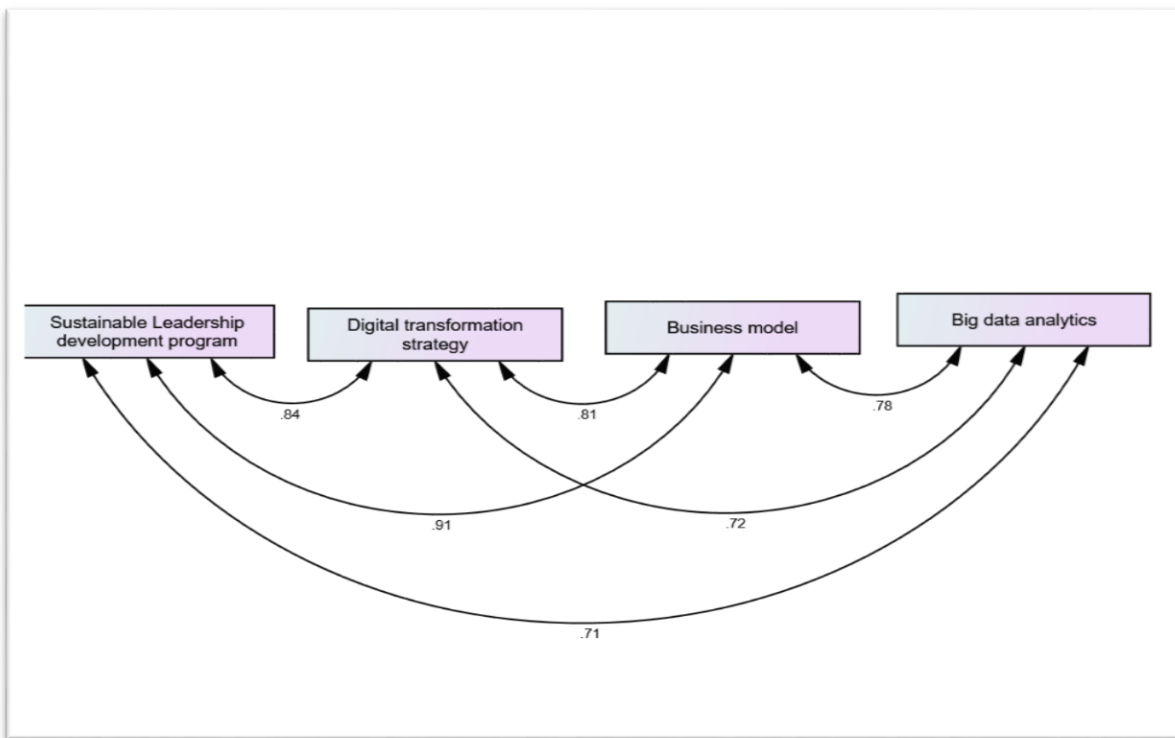 Sustainable Leadership
development program
Digital transformation
strategy
Business model
Big data analytics
.84
.81
.78
.91
.72
.71